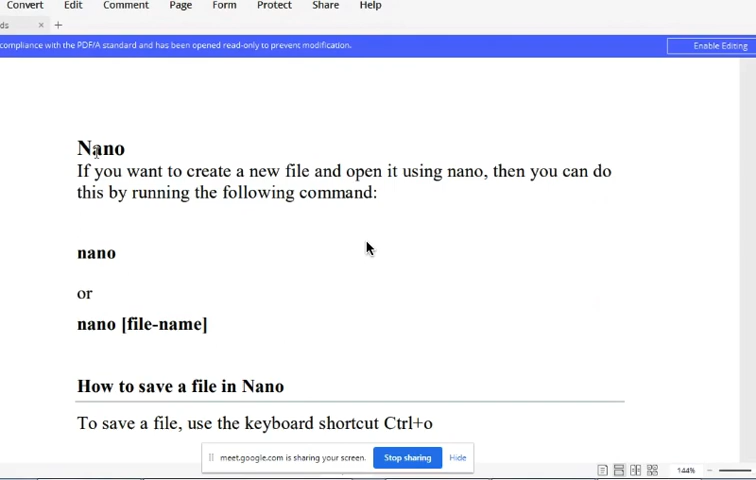 Convert Edit Comment Page Form Protect Share Help
ds × +
compliance with the PDF/A standard and has been opened read-only to prevent modification. Enable Editing
Nano
If you want to create a new file and open it using nano, then you can do
this by running the following command:
nano
or
nano [file-name]
How to save a file in Nano
To save a file, use the keyboard shortcut Ctrl+o
meet.google.com is sharing your screen. Stop sharing Hide
144%